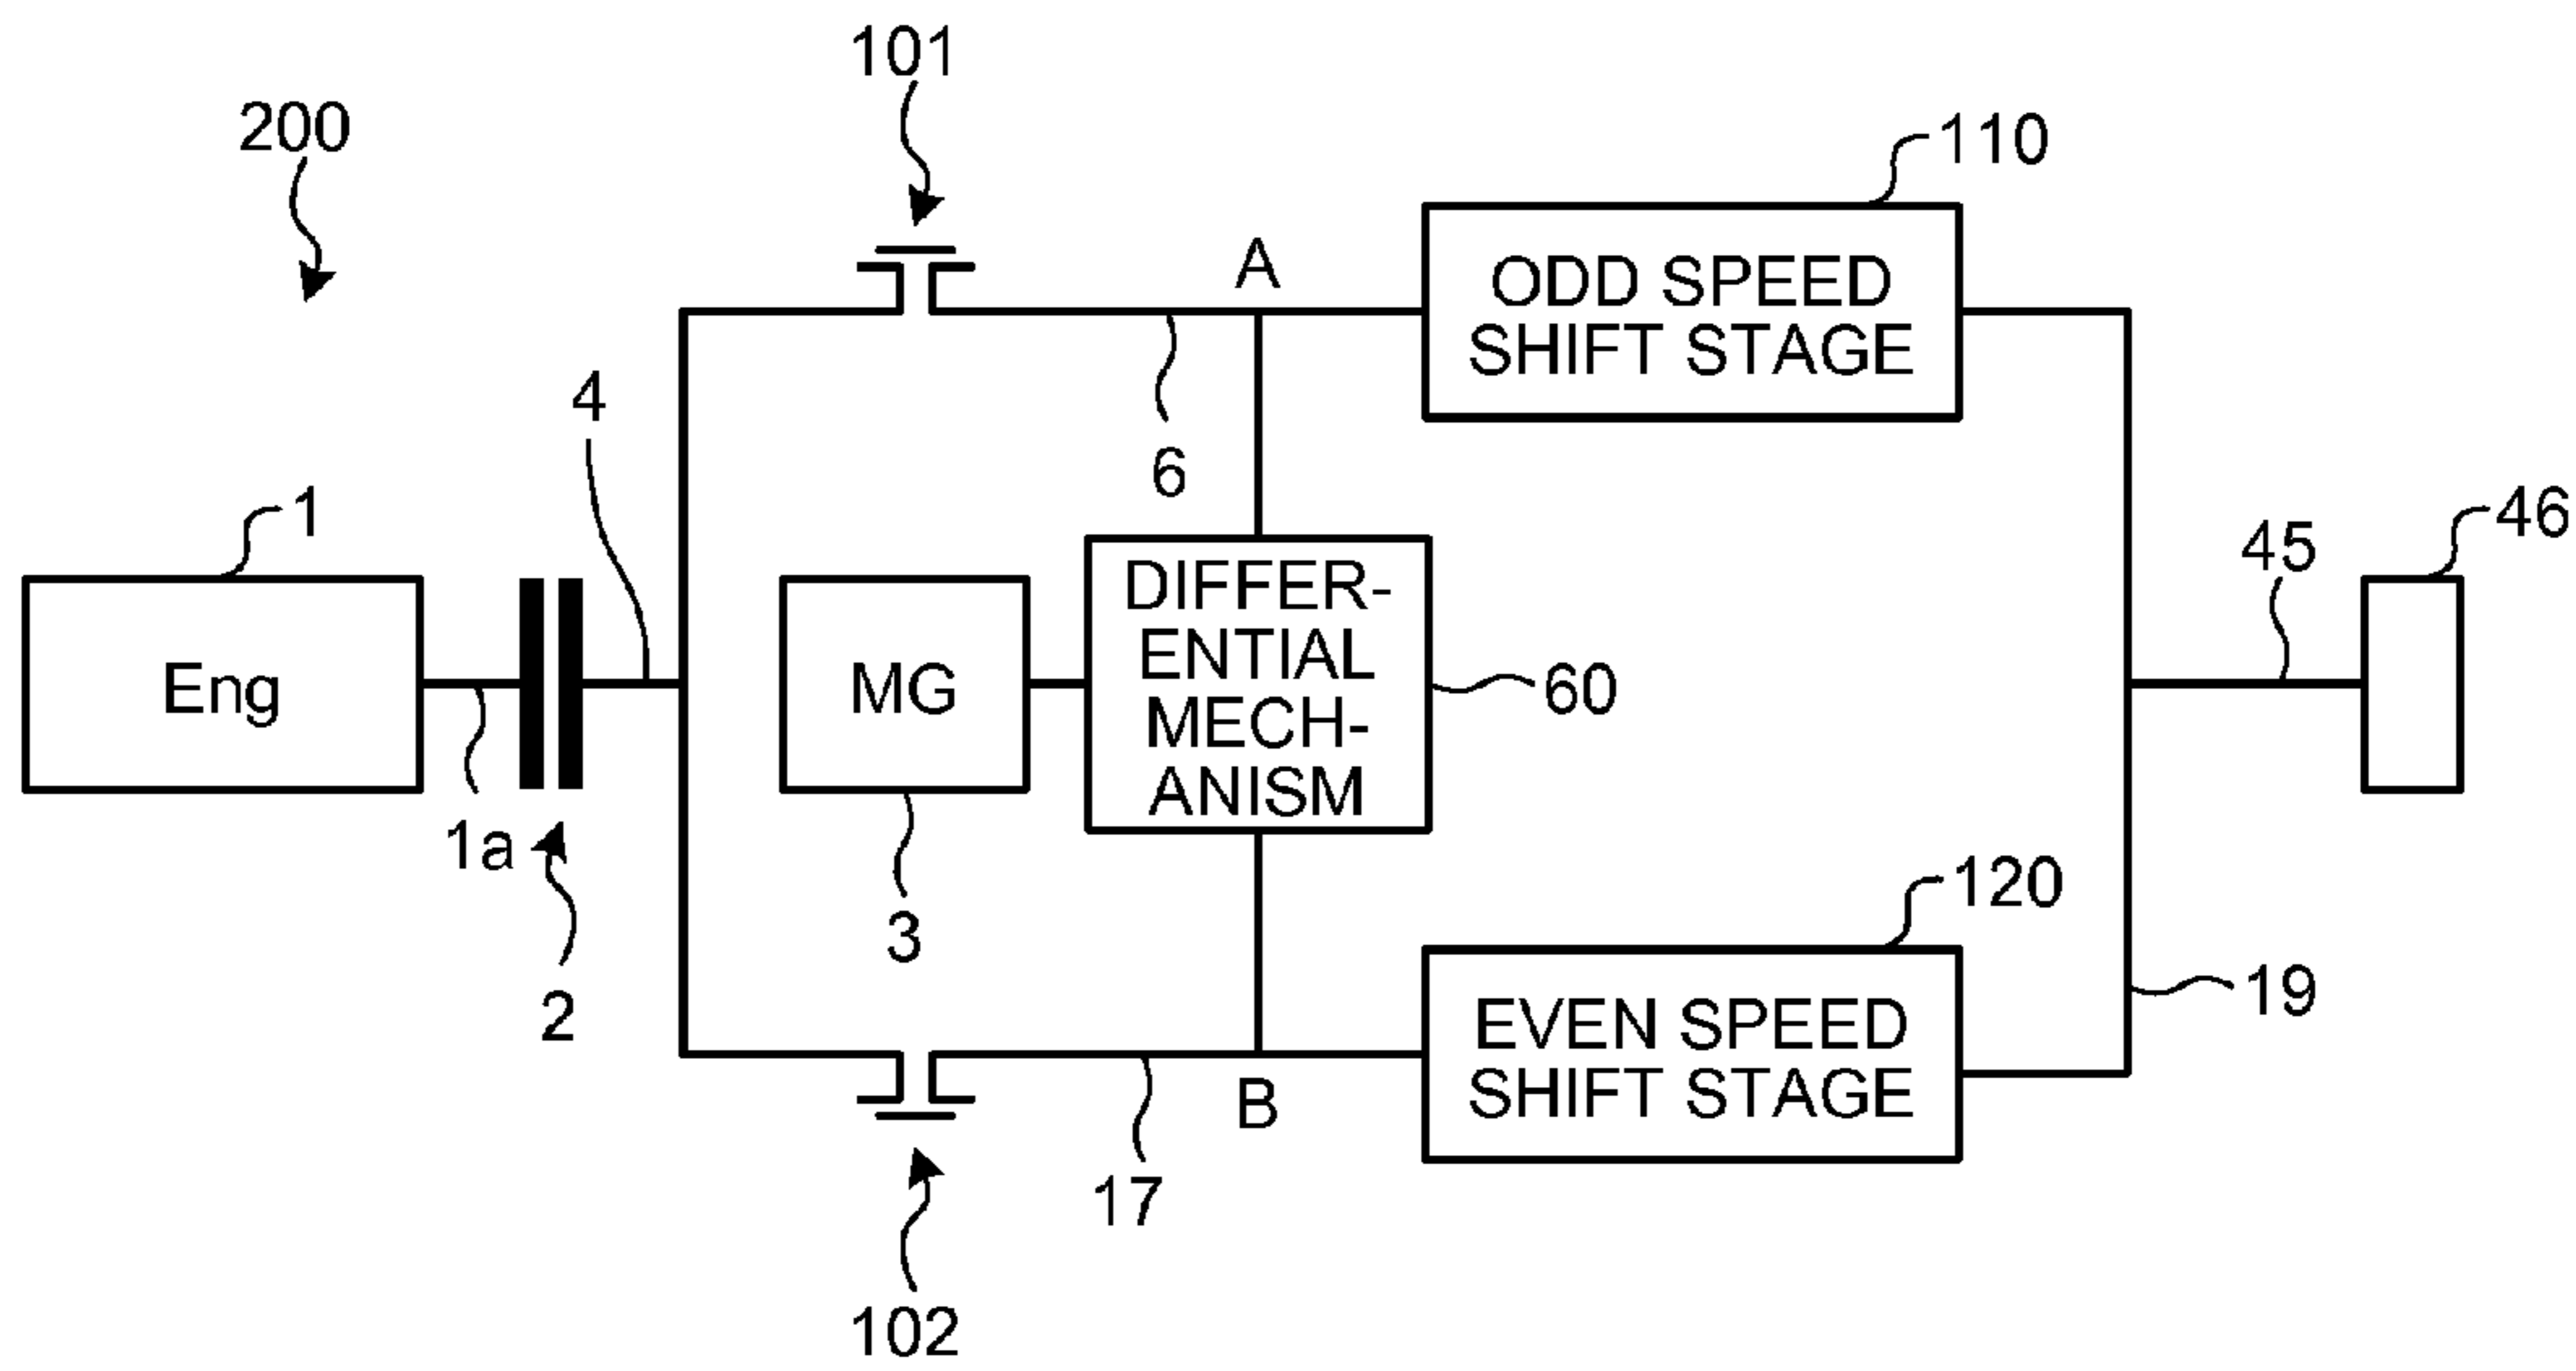 101
200
110
A
ODD SPEED
SHIFT STAGE
4
6
1
46
45
DIFFER-
ENTIAL
MECH-
ANISM
Eng
MG
60
1a
3
120
2
19
EVEN SPEED
SHIFT STAGE
B
17
102